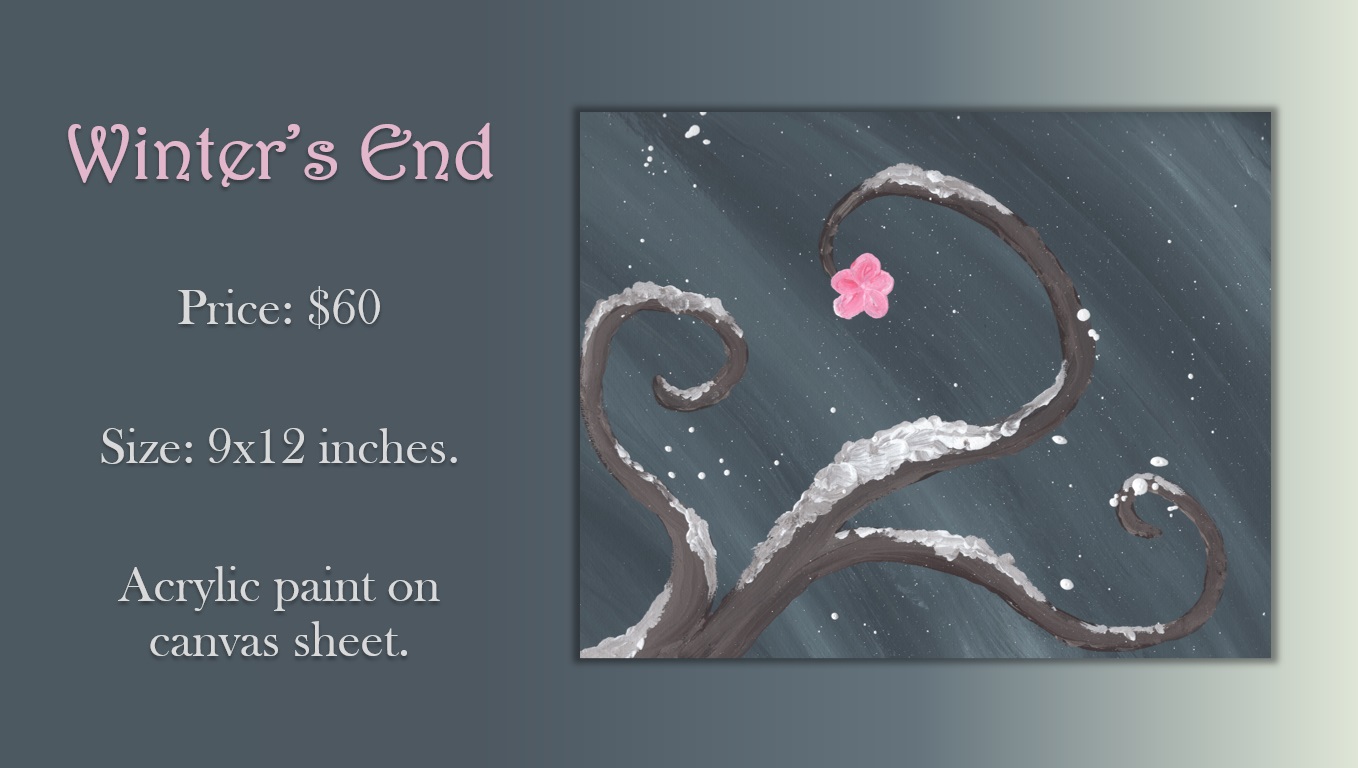 Winter’s End
Price: $60
Size: 9x12 inches.
Acrylic paint on
canvas sheet.